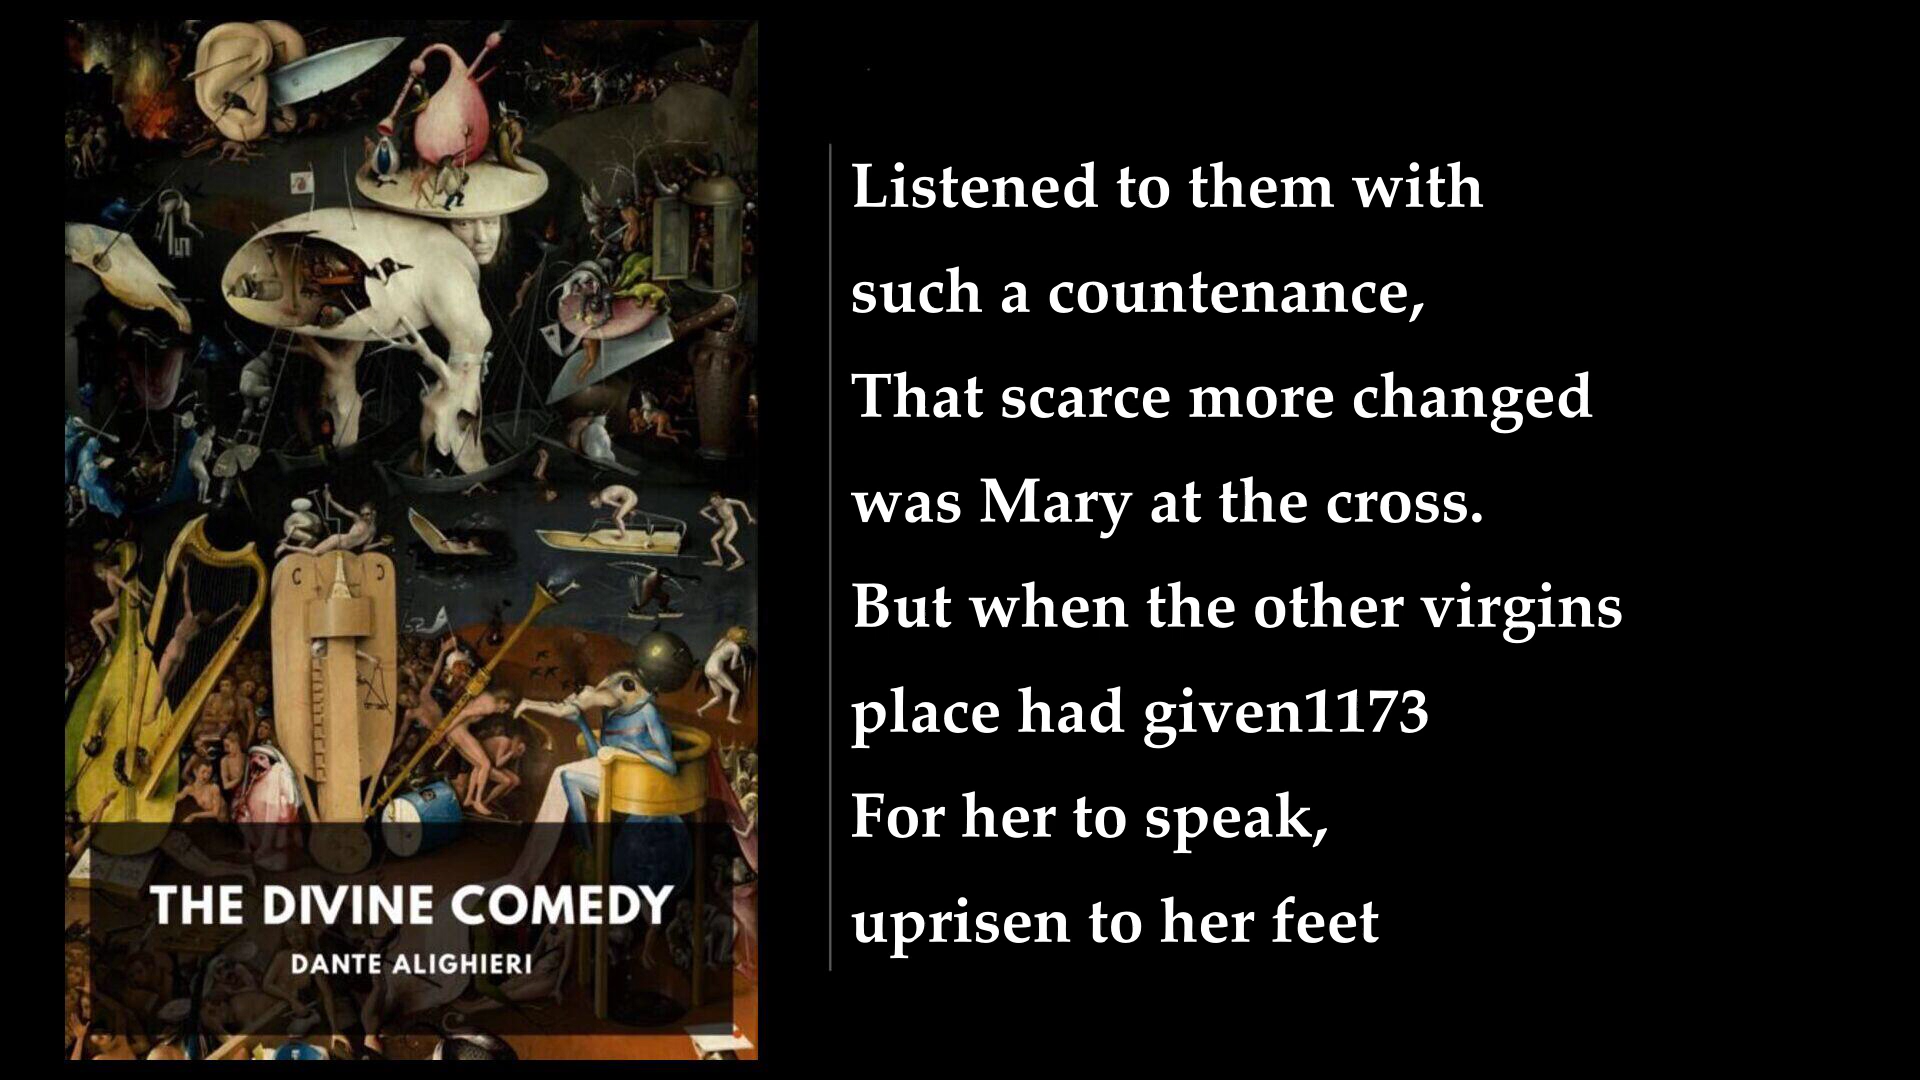 THE DIVINE COMEDY
DANTE ALIGHIERI
Listened to them with
such a countenance,
That scarce more changed
was Mary at the cross.
But when the other virgins
place had given1173
For her to speak,
uprisen to her feet